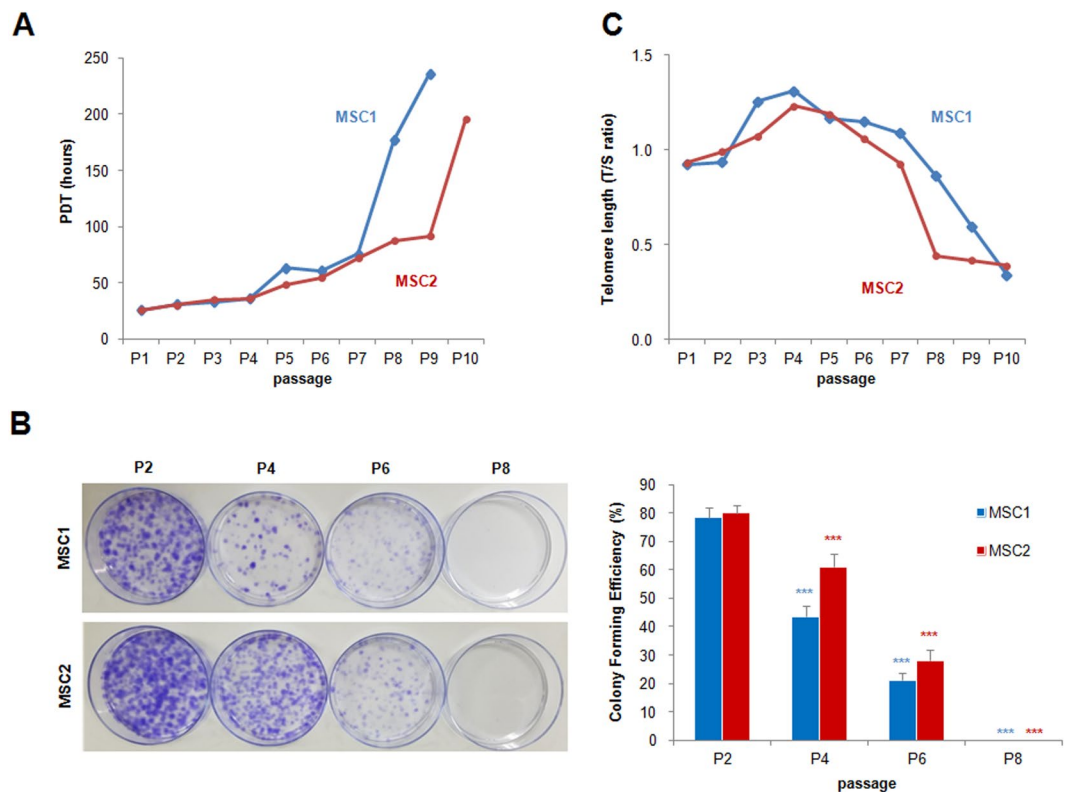 A
PDT (hours)
250
200
150
100
50
0
MSC1
MSC2
P1 P2 P3 P4 P5 P6 P7 P8 P9 P10
passage
C
Telomere length (T/S ratio)
1.5
1.0
0.5
0.0
MSC1
MSC2
P1 P2 P3 P4 P5 P6 P7 P8 P9 P10
passage
B
P2 P4 P6 P8
MSC1
MSC2
Colony Forming Efficiency (%)
90
80
70
60
50
40
30
20
10
0
MSC1
MSC2
***
***
***
***
*** ***
P2 P4 P6 P8
passage